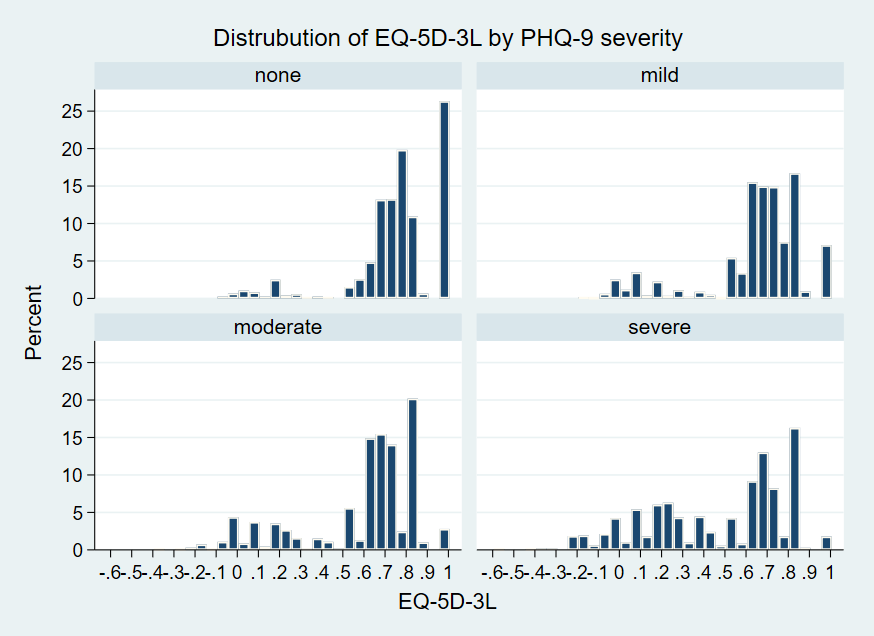 Distrubution of EQ-5D-3L by PHQ-9 severity
none
mild
25
20
15
10
5
0
Percent
moderate
severe
25
20
15
10
5
0
-.6 -.5 -.4 -.3 -.2 -.1 0 .1 .2 .3 .4 .5 .6 .7 .8 .9 1
-.6 -.5 -.4 -.3 -.2 -.1 0 .1 .2 .3 .4 .5 .6 .7 .8 .9 1
EQ-5D-3L